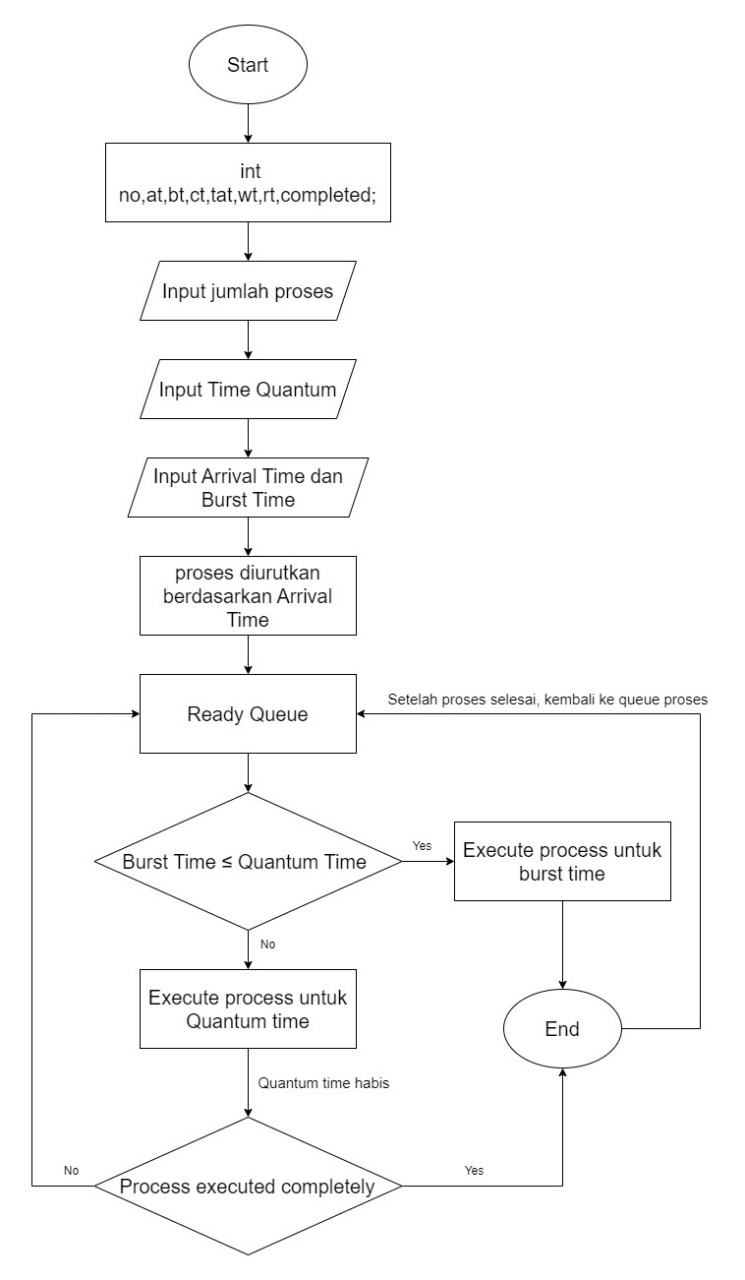 Start
int
no,at,bt,ct,tat,wt,rt,completed;
Input jumlah proses
Input Time Quantum
Input Arrival Time dan
Burst Time
proses diurutkan
berdasarkan Arrival
Time
Setelah proses selesai, kembali ke queue proses
Ready Queue
Burst Time ≤ Quantum Time
Yes
Execute process untuk
burst time
No
Execute process untuk
Quantum time
End
Quantum time habis
No
Process executed completely
Yes